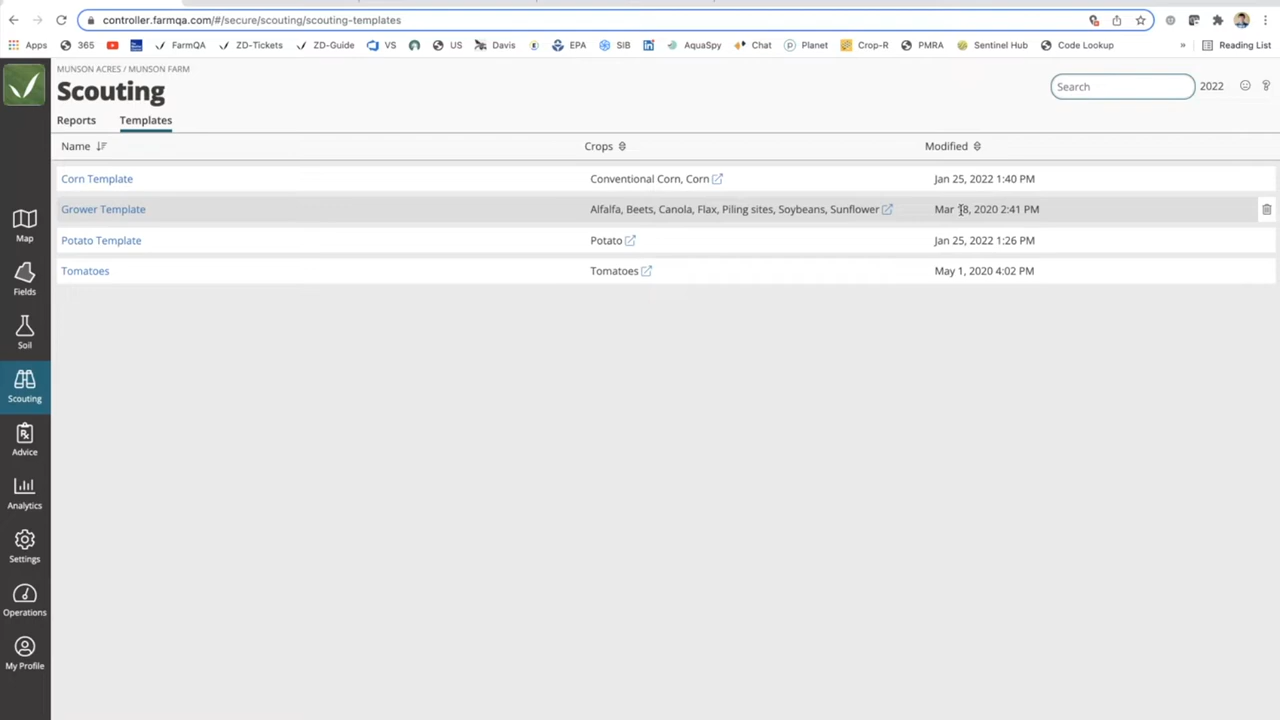 controller.farmqa.com/#/secure/scouting/scouting-templates
Apps 365 FarmQA ZD-Tickets ZD-Guide VS US Davis EPA SIB AquaSpy Chat Planet Crop-R PMRA Sentinel Hub Code Lookup » Reading List
MUNSON ACRES / MUNSON FARM
Scouting
Search
2022
Reports Templates
Name Crops Modified
Corn Template Conventional Corn, Corn Jan 25, 2022 1:40 PM
Grower Template Alfalfa, Beets, Canola, Flax, Piling sites, Soybeans, Sunflower Mar 18, 2020 2:41 PM
Potato Template Potato Jan 25, 2022 1:26 PM
Tomatoes Tomatoes May 1, 2020 4:02 PM
Map
Fields
Soil
Scouting
Advice
Analytics
Settings
Operations
My Profile